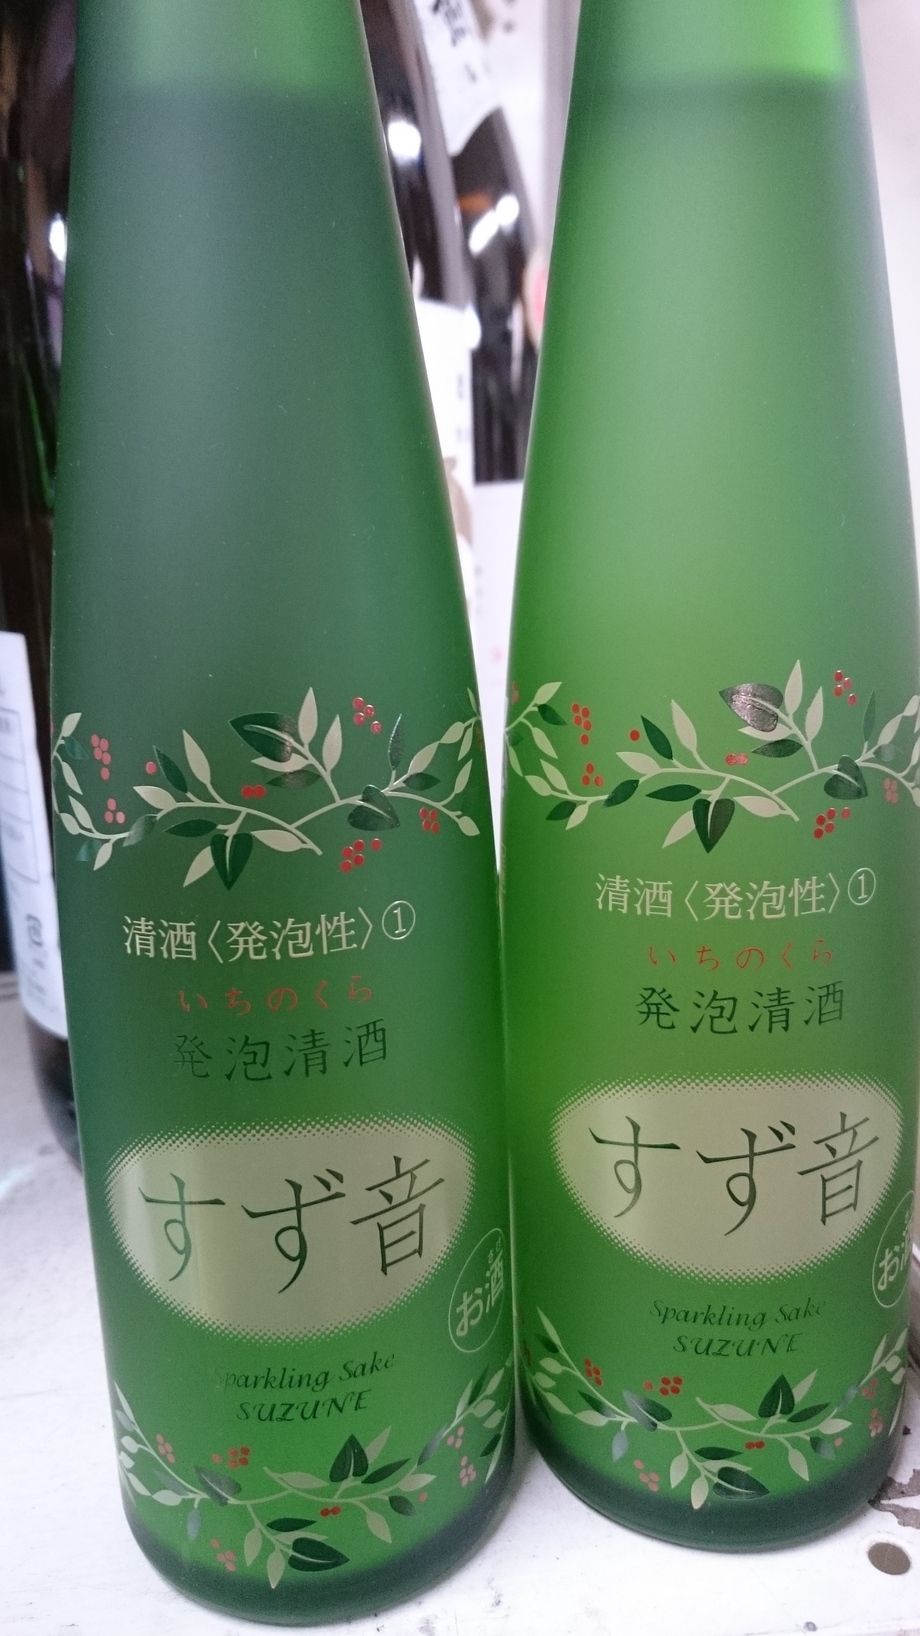 清酒〈発泡性〉①
いちのくら
発泡清酒
すず音
お酒
Sparkling Sake
SUZUNE
清酒〈発泡性〉①
いちのくら
発泡清酒
すず音
お酒
Sparkling Sake
SUZUNE